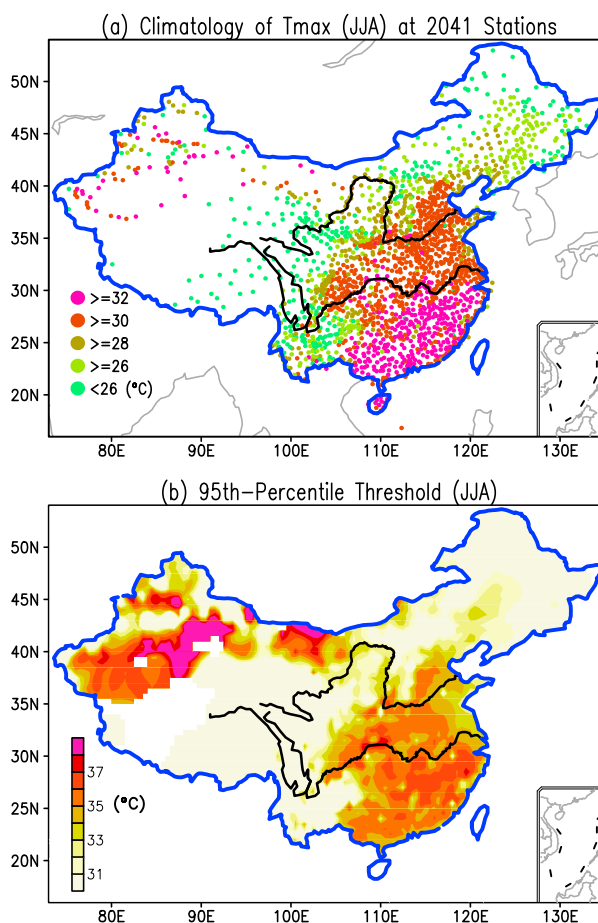 (a) Climatology of Tmax (JJA) at 2041 Stations
50N
45N
40N
35N
30N
25N
20N
>=32
>=30
>=28
>=26
<26 (°C)
80E 90E 100E 110E 120E 130E
(b) 95th-Percentile Threshold (JJA)
50N
45N
40N
35N
30N
25N
20N
37
35 (°C)
33
31
80E 90E 100E 110E 120E 130E